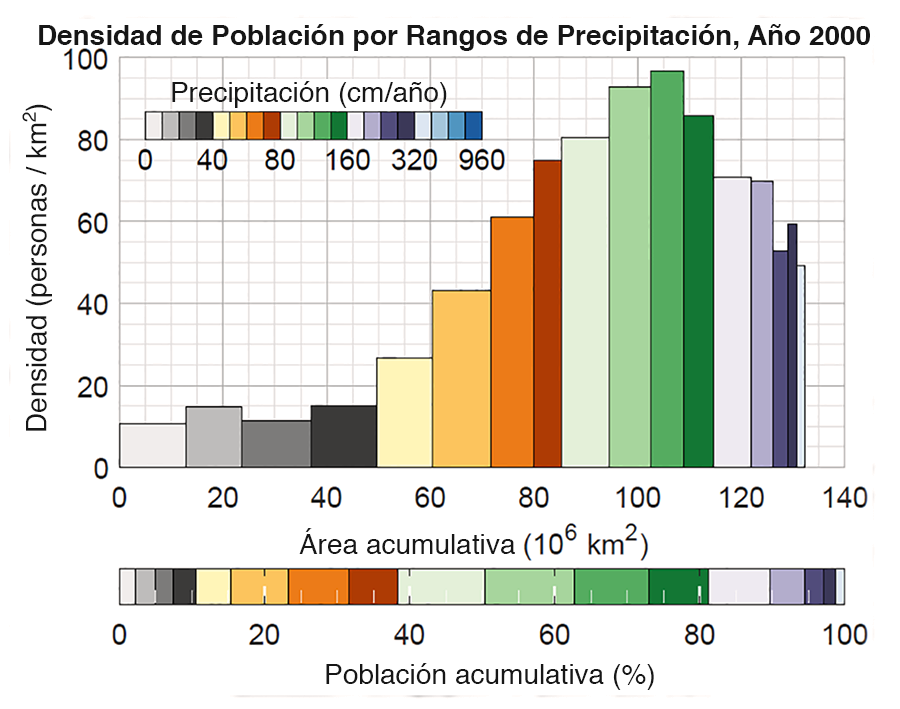 Densidad de Población por Rangos de Precipitación, Año 2000
Precipitación (cm/año)
0 40 80 160 320 960
Densidad (personas / km²)
100
80
60
40
20
0
0 20 40 60 80 100 120 140
Área acumulativa (10⁶ km²)
0 20 40 60 80 100
Población acumulativa (%)